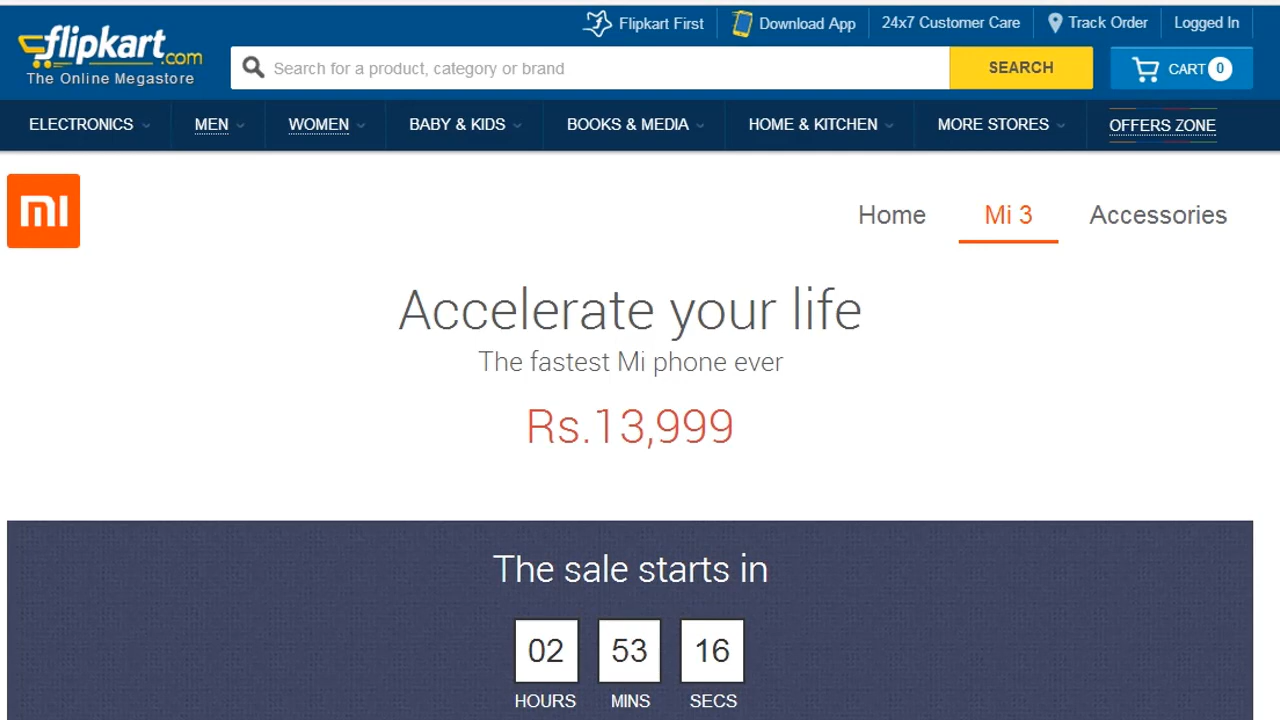 Flipkart First
Download App
24x7 Customer Care
Track Order
Logged In
flipkart.com
The Online Megastore
Search for a product, category or brand
SEARCH
CART 0
ELECTRONICS
MEN
WOMEN
BABY & KIDS
BOOKS & MEDIA
HOME & KITCHEN
MORE STORES
OFFERS ZONE
mi
Home
Mi 3
Accessories
Accelerate your life
The fastest Mi phone ever
Rs.13,999
The sale starts in
02 53 16
HOURS MINS SECS